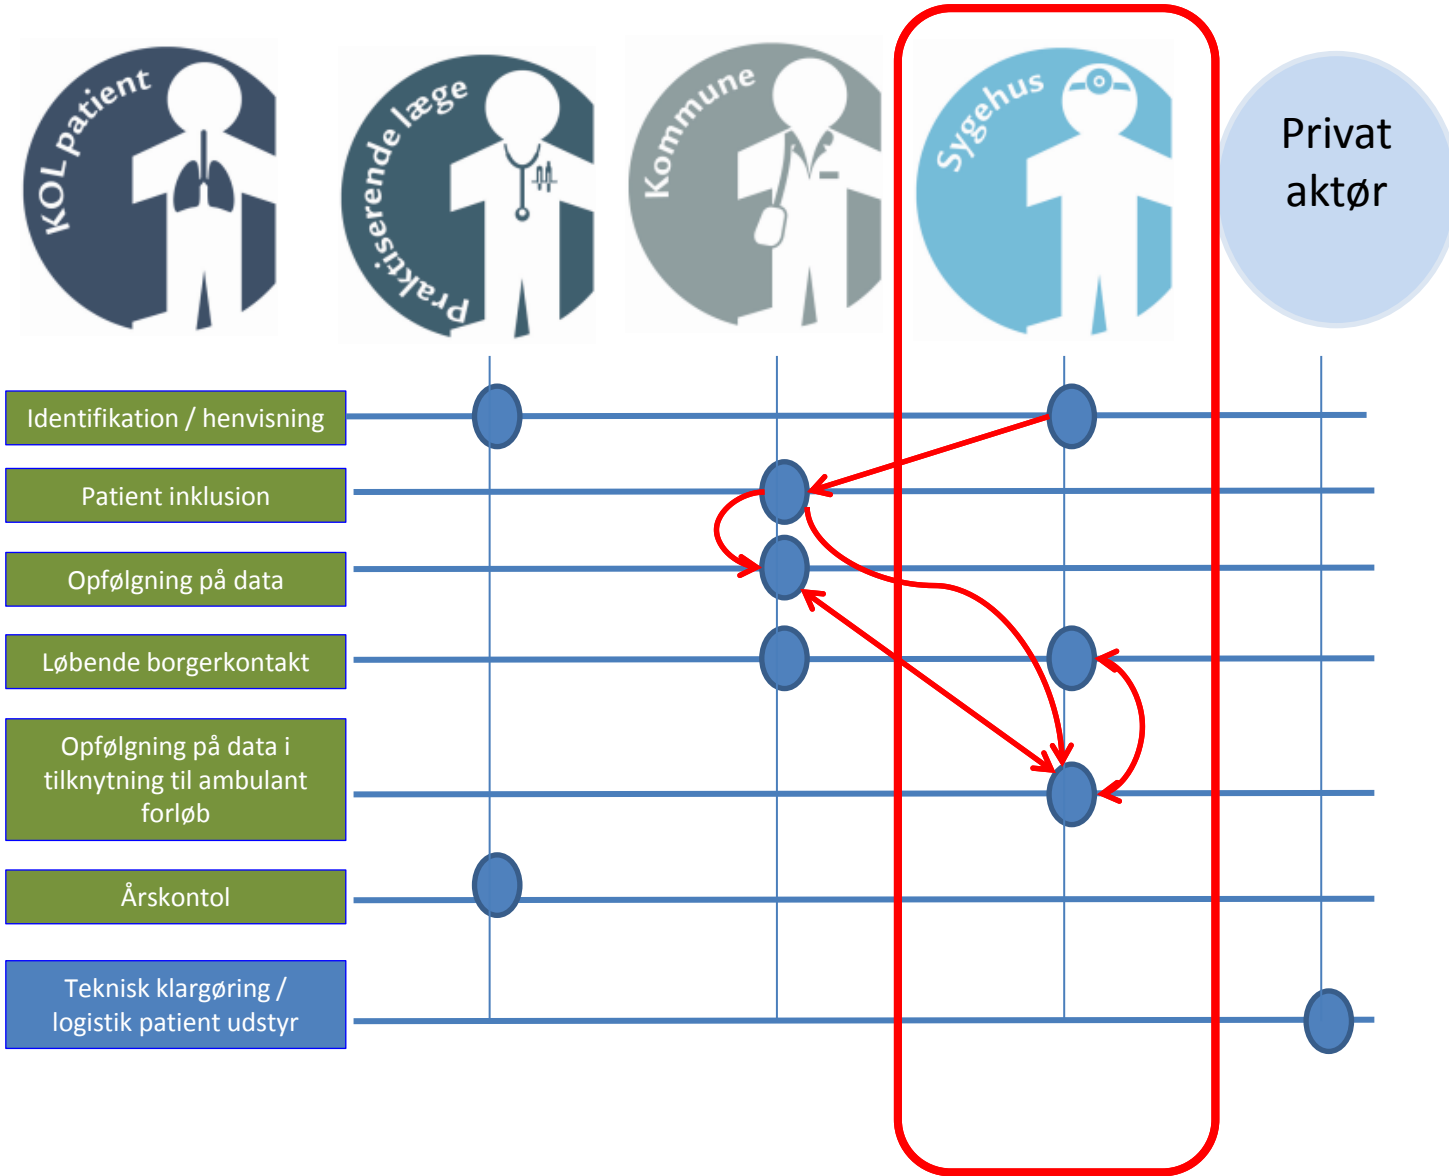 KOL patient
Praktiserende læge
Kommune
Sygehus
Privat
aktør
Identifikation / henvisning
Patient inklusion
Opfølgning på data
Løbende borgerkontakt
Opfølgning på data i
tilknytning til ambulant
forløb
Årskontol
Teknisk klargøring /
logistik patient udstyr